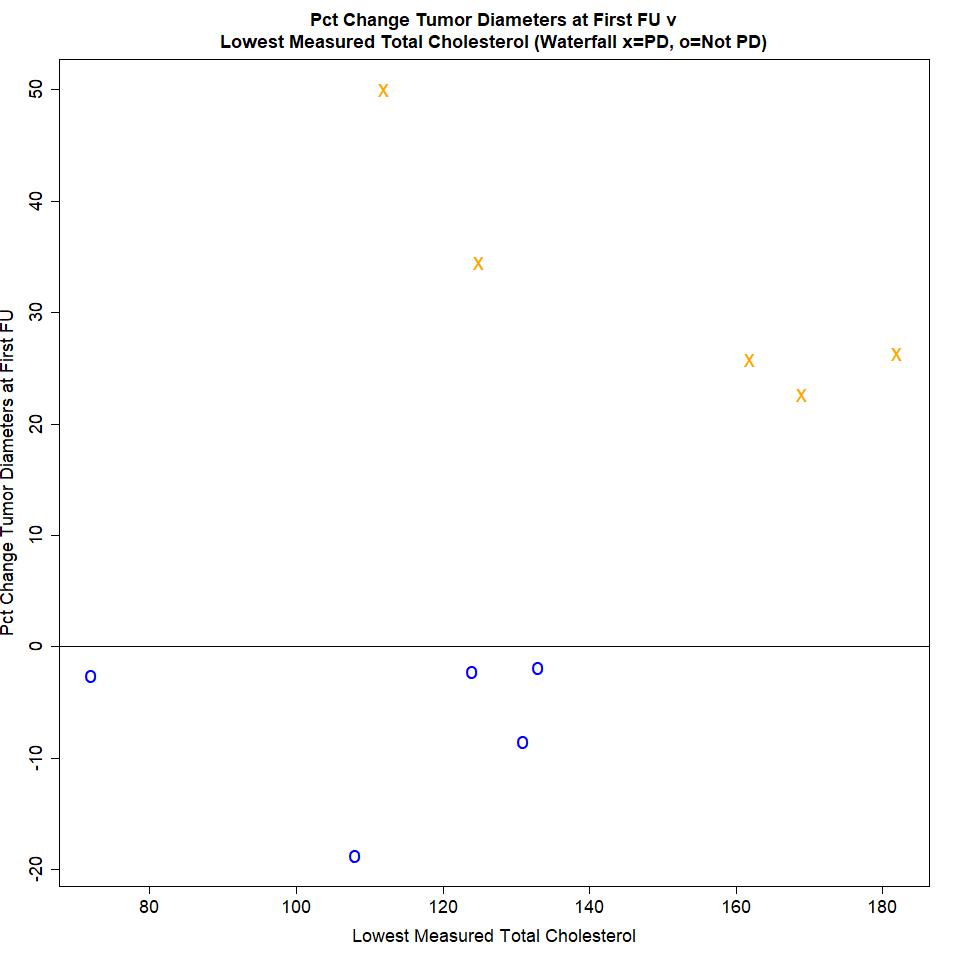 Pct Change Tumor Diameters at First FU v
Lowest Measured Total Cholesterol (Waterfall x=PD, o=Not PD)
Pct Change Tumor Diameters at First FU
50
40
30
20
10
0
-10
-20
x
x
x
x
x
o
o
o
o
o
80 100 120 140 160 180
Lowest Measured Total Cholesterol